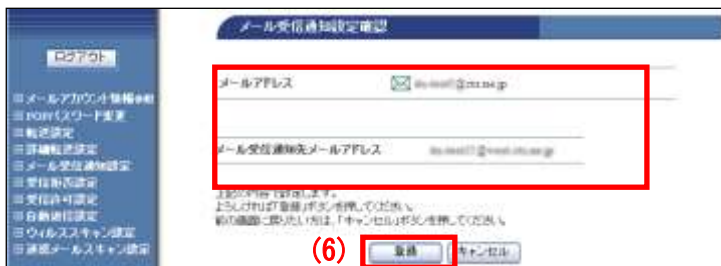 メール受信通知設定確認
ログアウト
メールアドレス
@ctu.ne.jp
メールアカウント情報参照
POPパスワード変更
転送設定
詳細転送設定
メール受信通知設定
メール受信通知先メールアドレス
受信拒否設定
受信許可設定
自動返信設定
ウィルススキャン設定
迷惑メールスキャン設定
上記の内容で設定します。
よろしければ「登録」ボタンを押してください。
前の画面に戻りたい方は、「キャンセル」ボタンを押してください。
(6)
登録
キャンセル